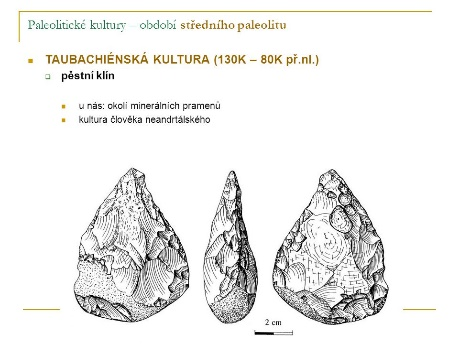 Paleolitické kultury – období středního paleolitu
TAUBACHIÉNSKÁ KULTURA (130K – 80K př.nl.)
pěstní klín
u nás: okolí minerálních pramenů
kultura člověka neandrtálského
2 cm